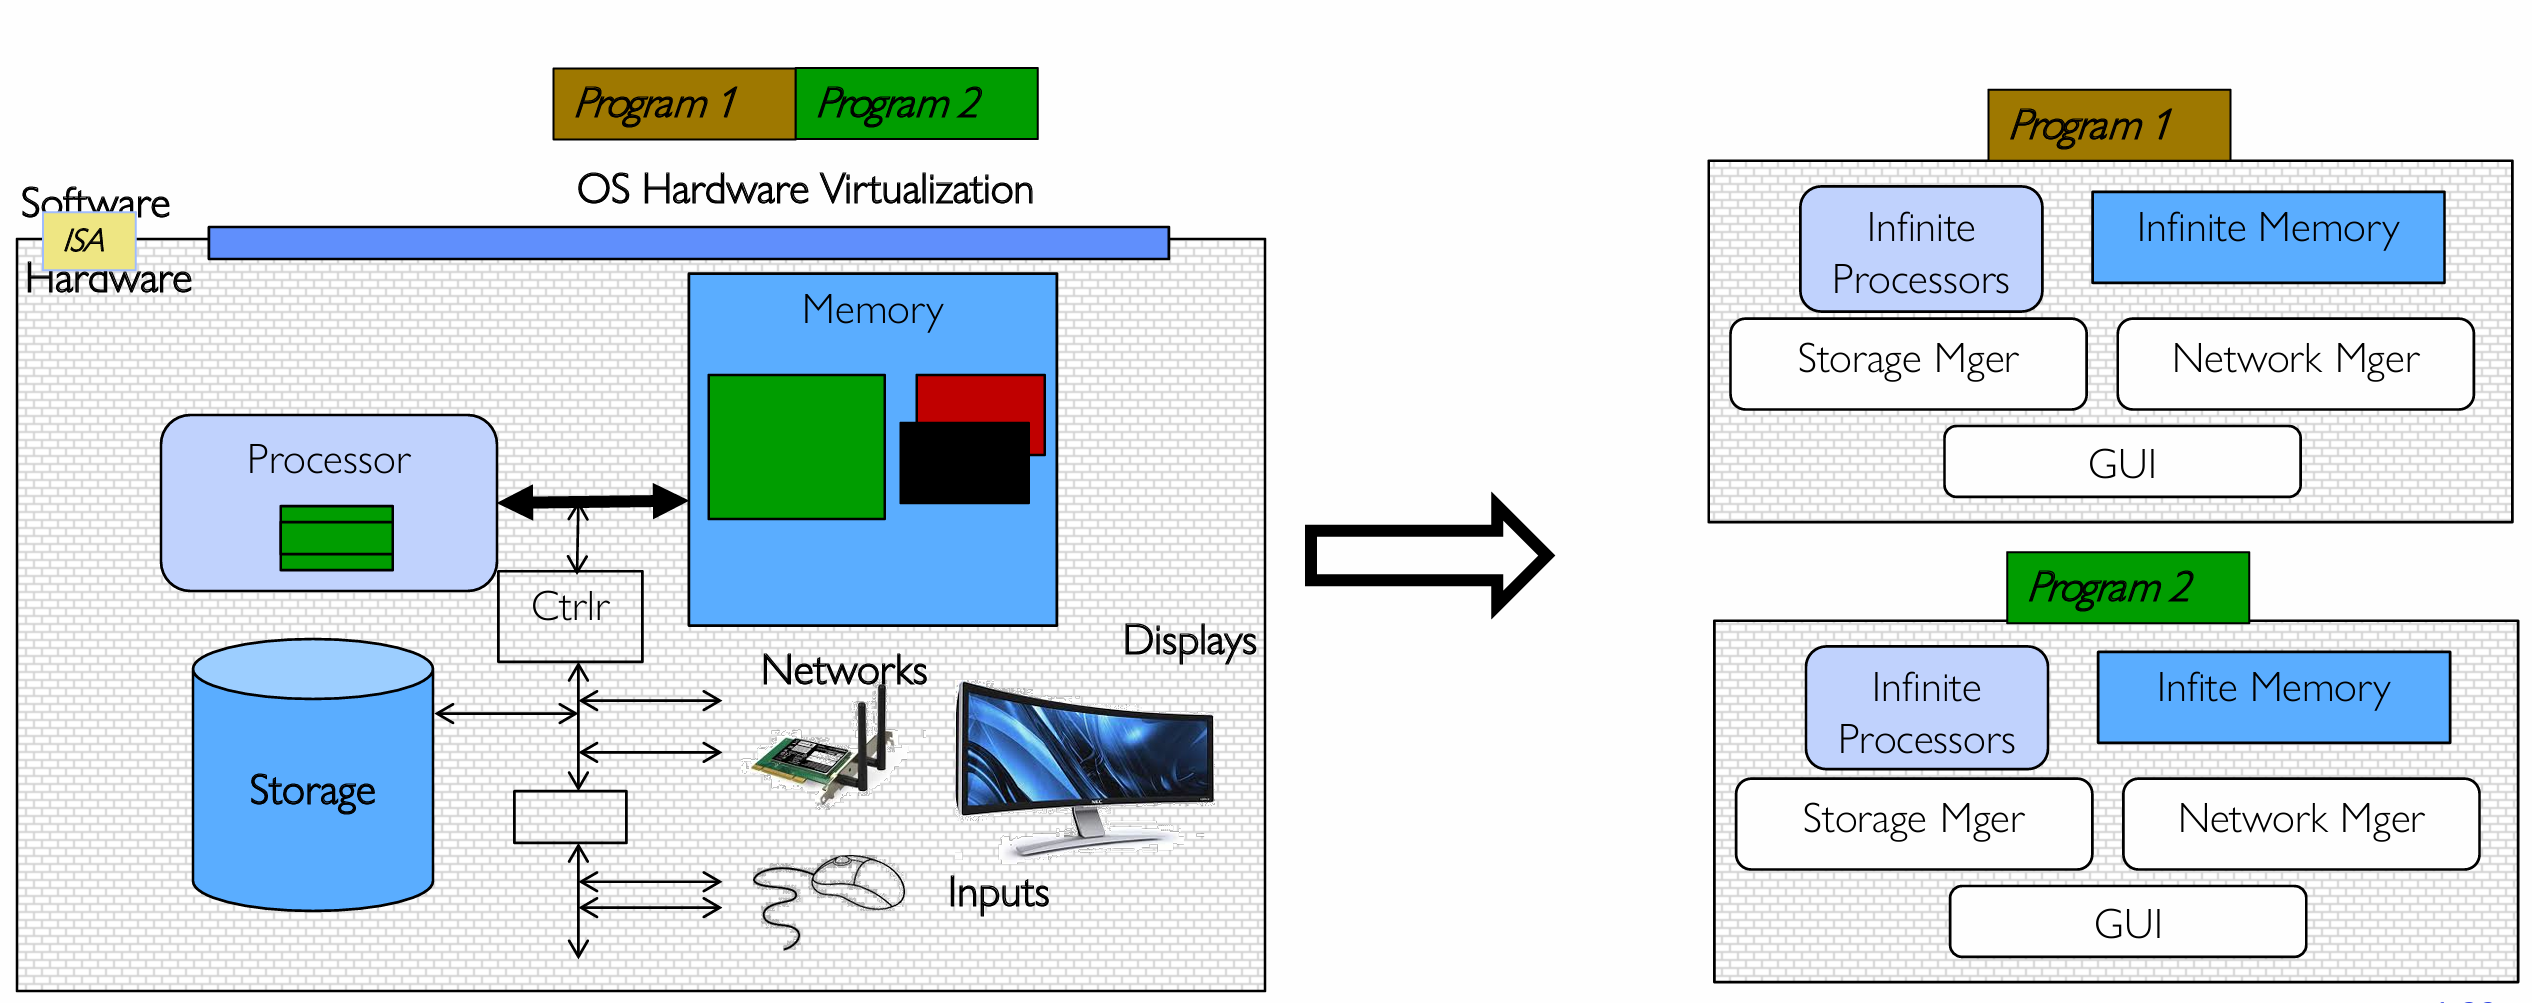 Program 1
Program 2
OS Hardware Virtualization
Software
ISA
Hardware
Memory
Processor
Ctrlr
Networks
Displays
Storage
Inputs
Program 1
Infinite
Processors
Infinite Memory
Storage Mger
Network Mger
GUI
Program 2
Infinite
Processors
Infite Memory
Storage Mger
Network Mger
GUI